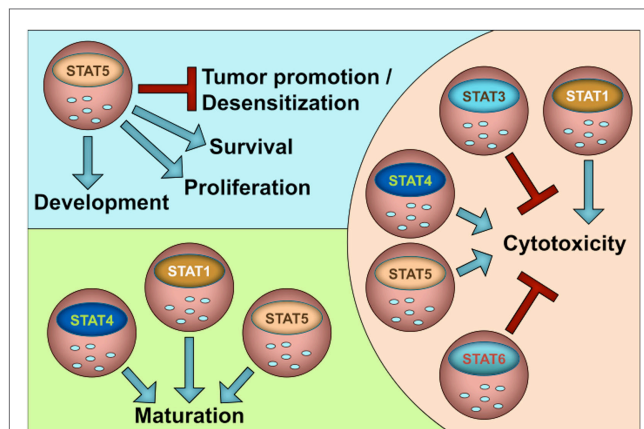 STAT5
Tumor promotion /
Desensitization
Survival
Proliferation
Development
STAT3
STAT1
STAT4
STAT5
Cytotoxicity
STAT6
STAT1
STAT4
STAT5
Maturation